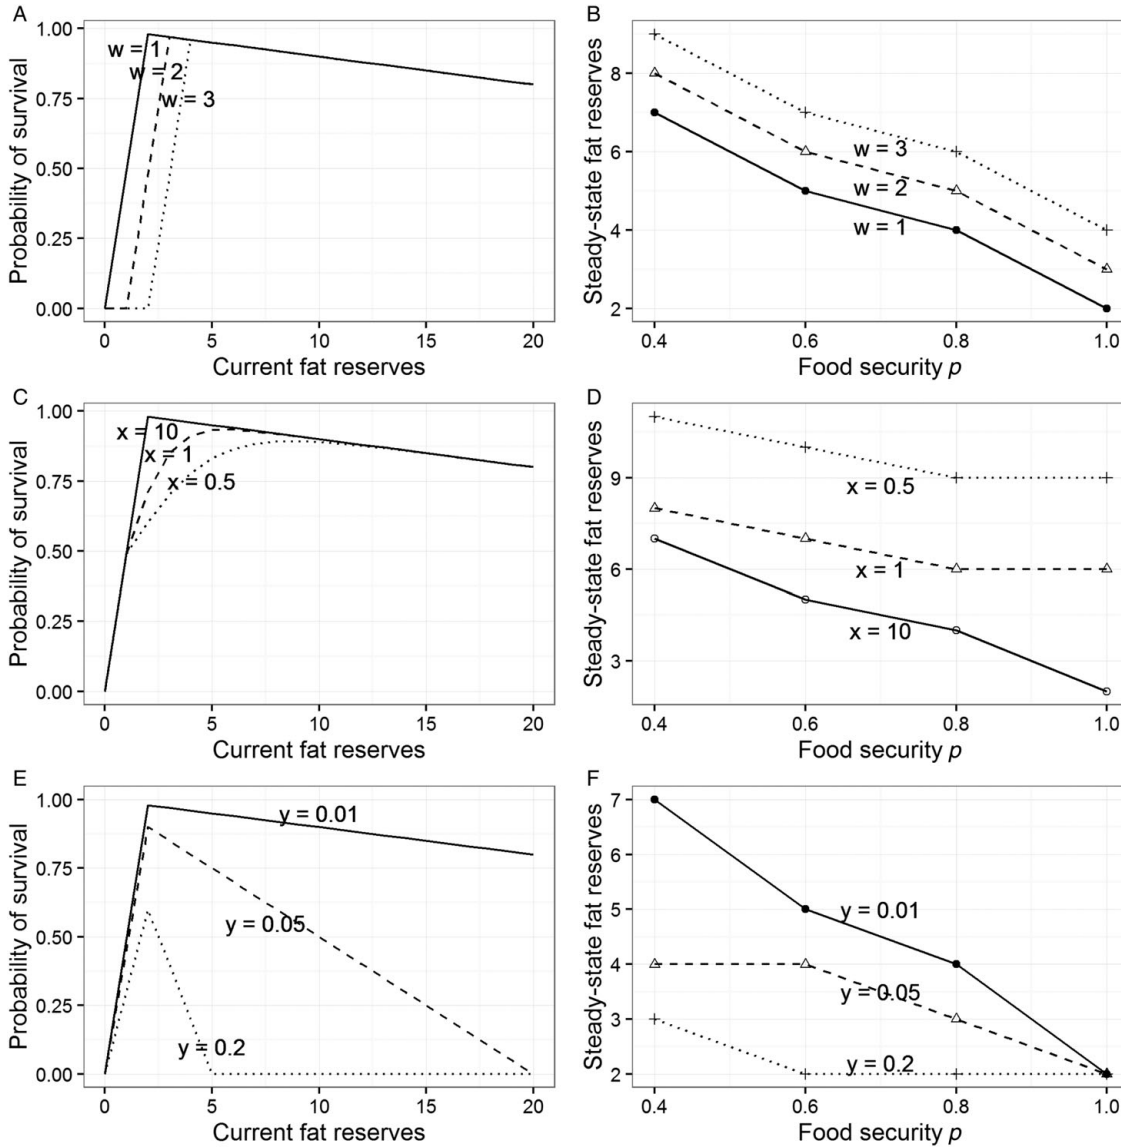 A
Probability of survival
1.00
0.75
0.50
0.25
0.00
w = 1
w = 2
w = 3
0
5
10
15
20
Current fat reserves
B
Steady-state fat reserves
8
6
4
2
w = 3
w = 2
w = 1
0.4
0.6
0.8
1.0
Food security p
C
Probability of survival
1.00
0.75
0.50
0.25
0.00
x = 10
x = 1
x = 0.5
0
5
10
15
20
Current fat reserves
D
Steady-state fat reserves
9
6
3
x = 0.5
x = 1
x = 10
0.4
0.6
0.8
1.0
Food security p
E
Probability of survival
1.00
0.75
0.50
0.25
0.00
y = 0.01
y = 0.05
y = 0.2
0
5
10
15
20
Current fat reserves
F
Steady-state fat reserves
7
6
5
4
3
2
y = 0.01
y = 0.05
y = 0.2
0.4
0.6
0.8
1.0
Food security p